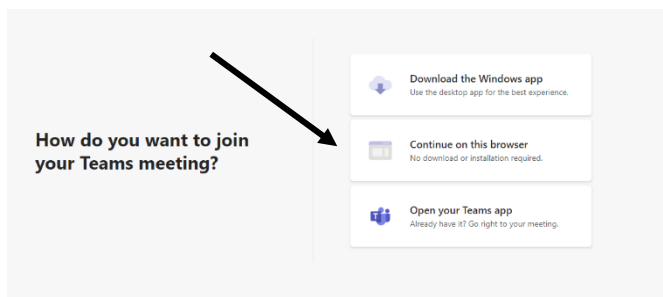 How do you want to join
your Teams meeting?
Download the Windows app
Use the desktop app for the best experience.
Continue on this browser
No download or installation required.
Open your Teams app
Already have it? Go right to your meeting.